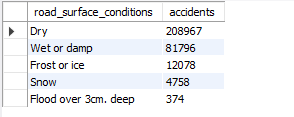 road_surface_conditions accidents
Dry 208967
Wet or damp 81796
Frost or ice 12078
Snow 4758
Flood over 3cm. deep 374